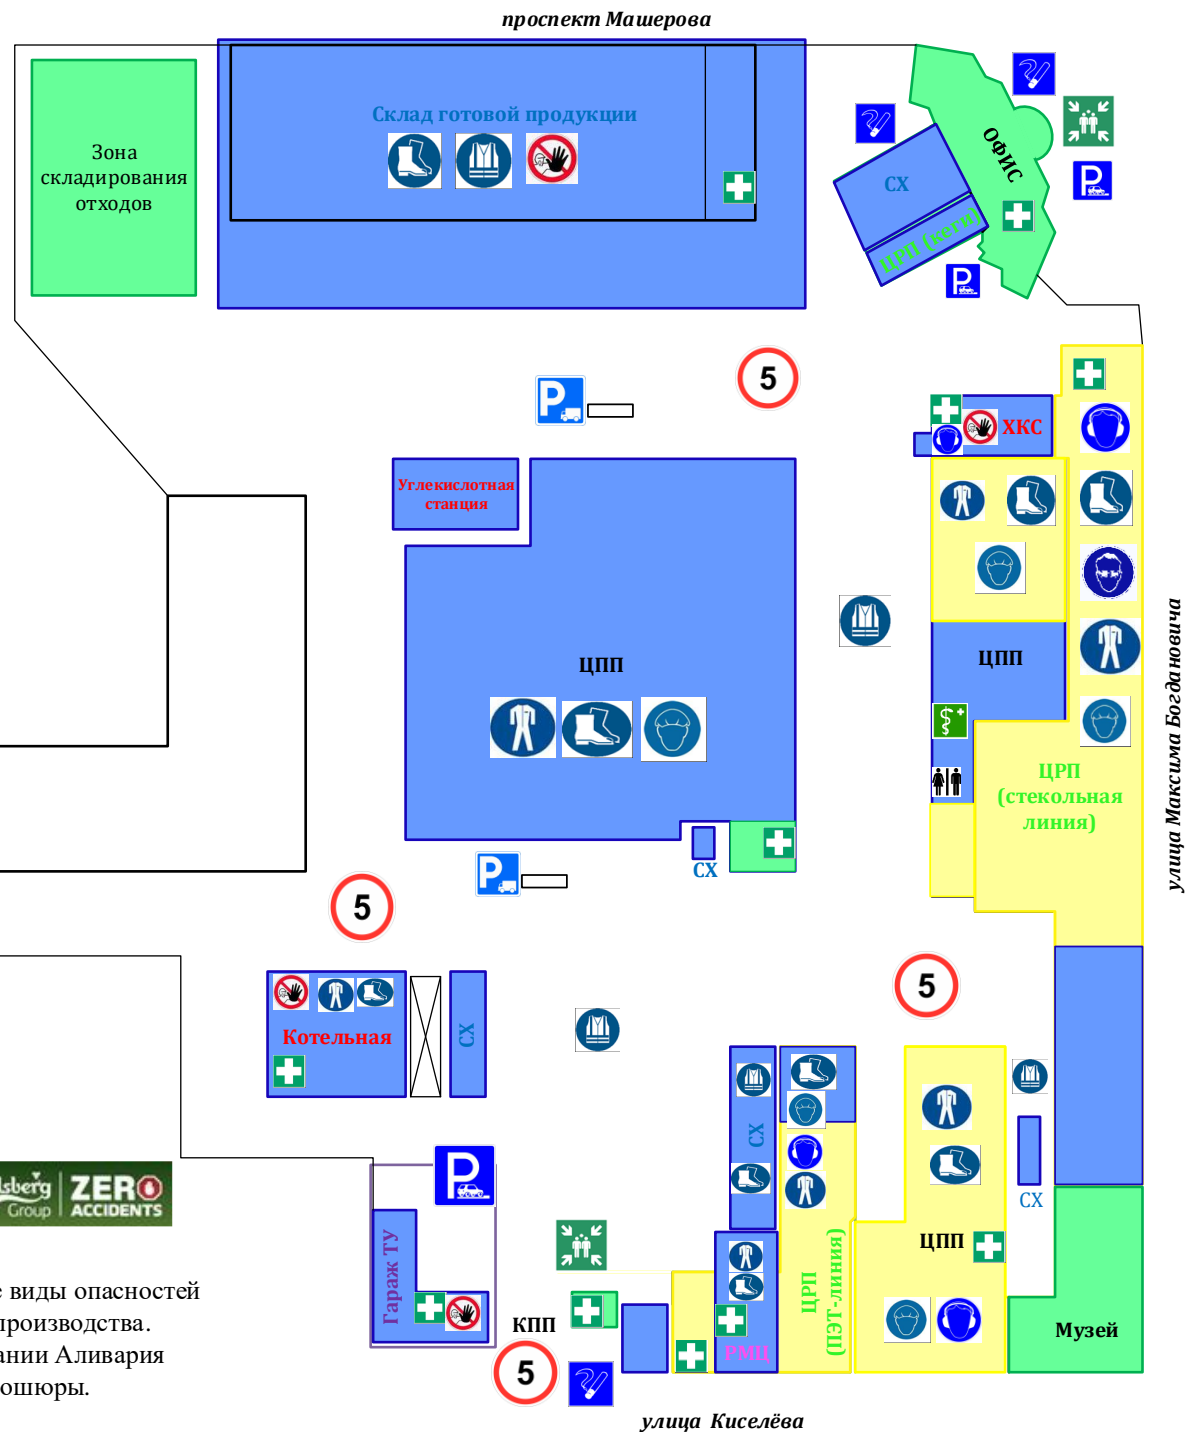 проспект Машерова
Склад готовой продукции
Зона
складирования
отходов
ОФИС
СХ
ЦРП (кеги)
P
P
5
P
ХКС
Углекислотная
станция
ЦПП
ЦПП
ЦРП
(стекольная
линия)
улица Максима Богдановича
СХ
P
5
5
Котельная
СХ
СХ
СХ
P
Group
ZERO
ACCIDENTS
Гараж ТУ
ЦПП
ЦРП
(ПЭТ-линия)
виды опасностей
производства.
Аливария
КПП
5
РМЦ
Музей
улица Киселёва